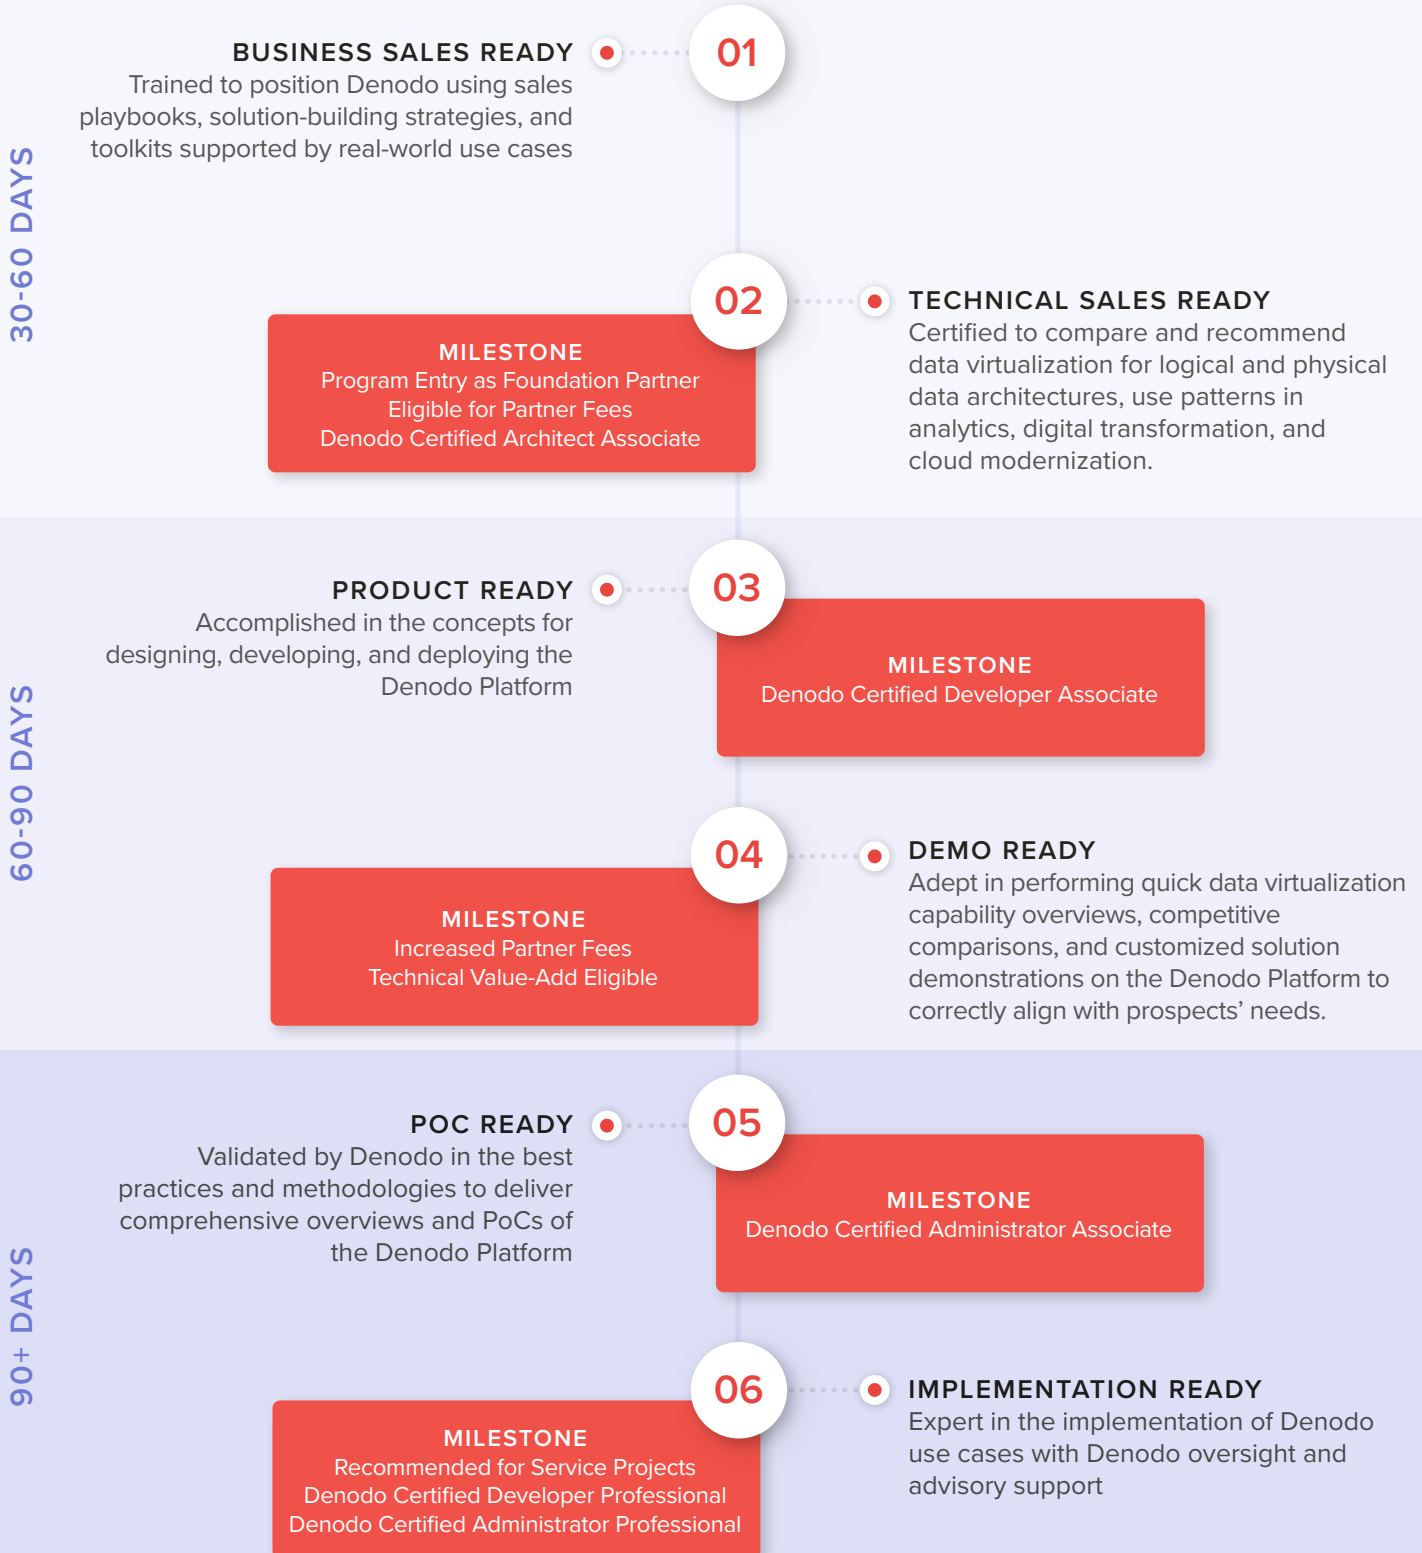 30-60 DAYS
01
BUSINESS SALES READY
Trained to position Denodo using sales
playbooks, solution-building strategies, and
toolkits supported by real-world use cases
02
TECHNICAL SALES READY
Certified to compare and recommend
data virtualization for logical and physical
data architectures, use patterns in
analytics, digital transformation, and
cloud modernization.
MILESTONE
Program Entry as Foundation Partner
Eligible for Partner Fees
Denodo Certified Architect Associate
60-90 DAYS
03
PRODUCT READY
Accomplished in the concepts for
designing, developing, and deploying the
Denodo Platform
MILESTONE
Denodo Certified Developer Associate
04
DEMO READY
Adept in performing quick data virtualization
capability overviews, competitive
comparisons, and customized solution
demonstrations on the Denodo Platform to
correctly align with prospects’ needs.
MILESTONE
Increased Partner Fees
Technical Value-Add Eligible
90+ DAYS
05
POC READY
Validated by Denodo in the best
practices and methodologies to deliver
comprehensive overviews and PoCs of
the Denodo Platform
MILESTONE
Denodo Certified Administrator Associate
06
IMPLEMENTATION READY
Expert in the implementation of Denodo
use cases with Denodo oversight and
advisory support
MILESTONE
Recommended for Service Projects
Denodo Certified Developer Professional
Denodo Certified Administrator Professional